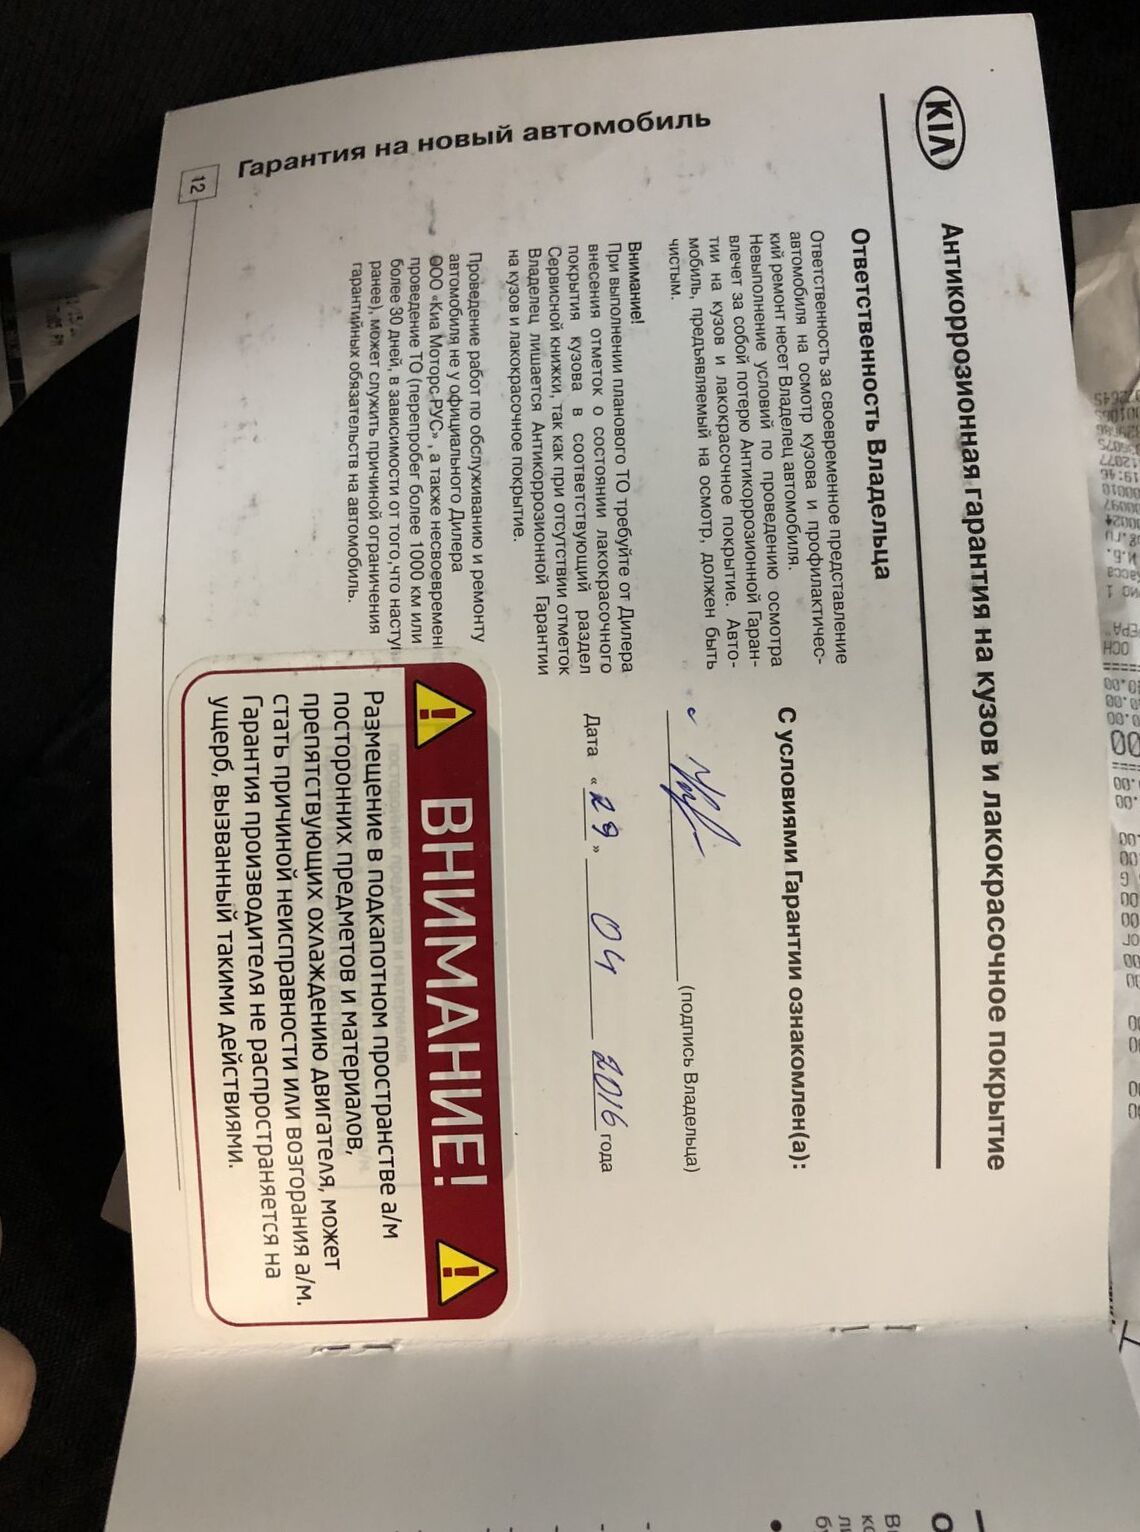 KIA
Антикоррозионная гарантия на кузов и лакокрасочное покрытие
Ответственность Владельца
Ответственность за своевременное представление
автомобиля на осмотр кузова и профилактичес-
кий ремонт несет Владелец автомобиля.
Невыполнение условий по проведению осмотра
влечет за собой потерю Антикоррозионной Гаран-
тии на кузов и лакокрасочное покрытие. Авто-
мобиль, предъявляемый на осмотр, должен быть
чистым.
Внимание!
При выполнении планового ТО требуйте от Дилера
внесения отметок о состоянии лакокрасочного
покрытия кузова в соответствующий раздел
Сервисной книжки, так как при отсутствии отметок
Владелец лишается Антикоррозионной Гарантии
на кузов и лакокрасочное покрытие.
Проведение работ по обслуживанию и ремонту
автомобиля не у официального Дилера
ООО «Киа Моторс РУС» , а также несвоевремен
проведение ТО (перепробег более 1000 км или
более 30 дней, в зависимости от того,что наступ
ранее), может служить причиной ограничения
гарантийных обязательств на автомобиль.
С условиями Гарантии ознакомлен(а):
(подпись Владельца)
Дата « 29 » 04 2016 года
ВНИМАНИЕ!
Размещение в подкапотном пространстве а/м
посторонних предметов и материалов,
препятствующих охлаждению двигателя, может
стать причиной неисправности или возгорания а/м.
Гарантия производителя не распространяется на
ущерб, вызванный такими действиями.
Гарантия на новый автомобиль
12